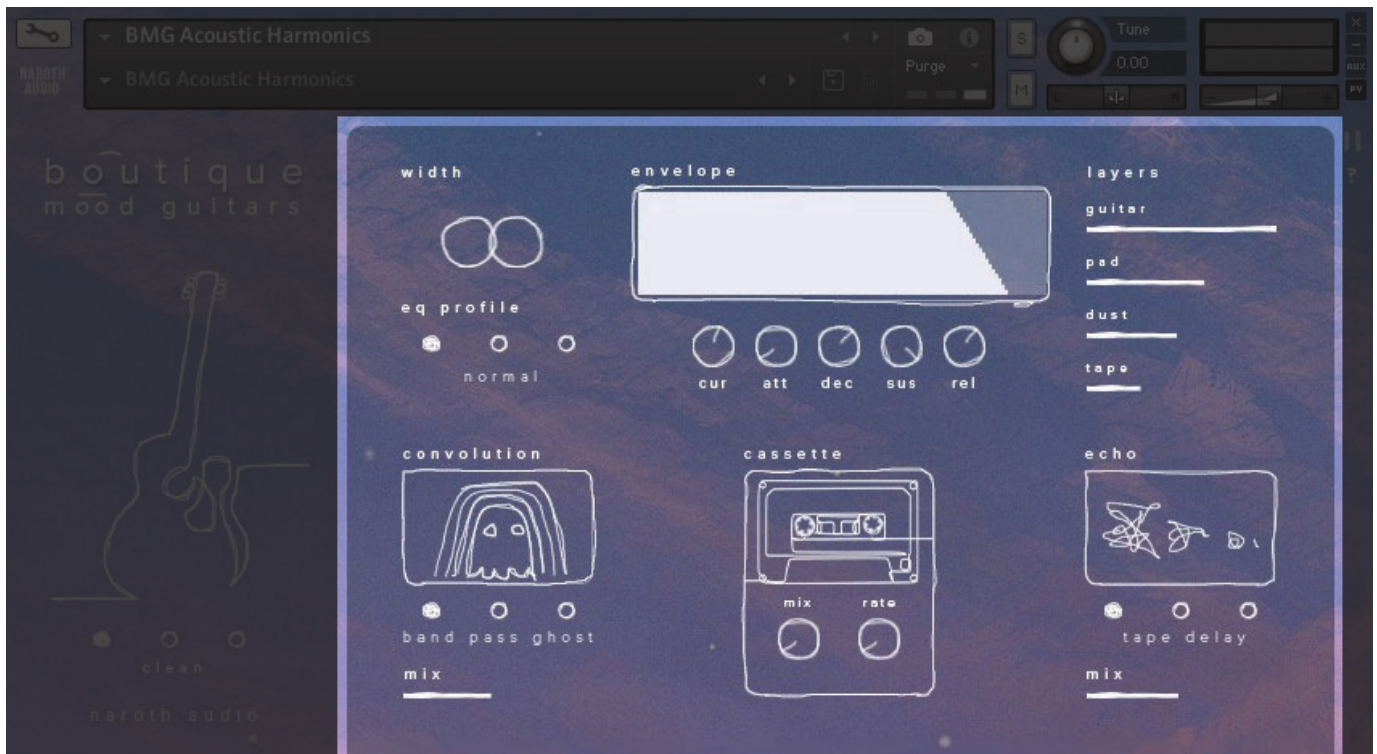 BMG Acoustic Harmonics
S
Tune
NAROTH AUDIO
BMG Acoustic Harmonics
Purge
M
0.00
L
R
AUX
PV
boutique
mood guitars
?
clean
naroth audio
width
eq profile
normal
envelope
cur att dec sus rel
layers
guitar
pad
dust
tape
convolution
band pass ghost
mix
cassette
mix rate
echo
tape delay
mix